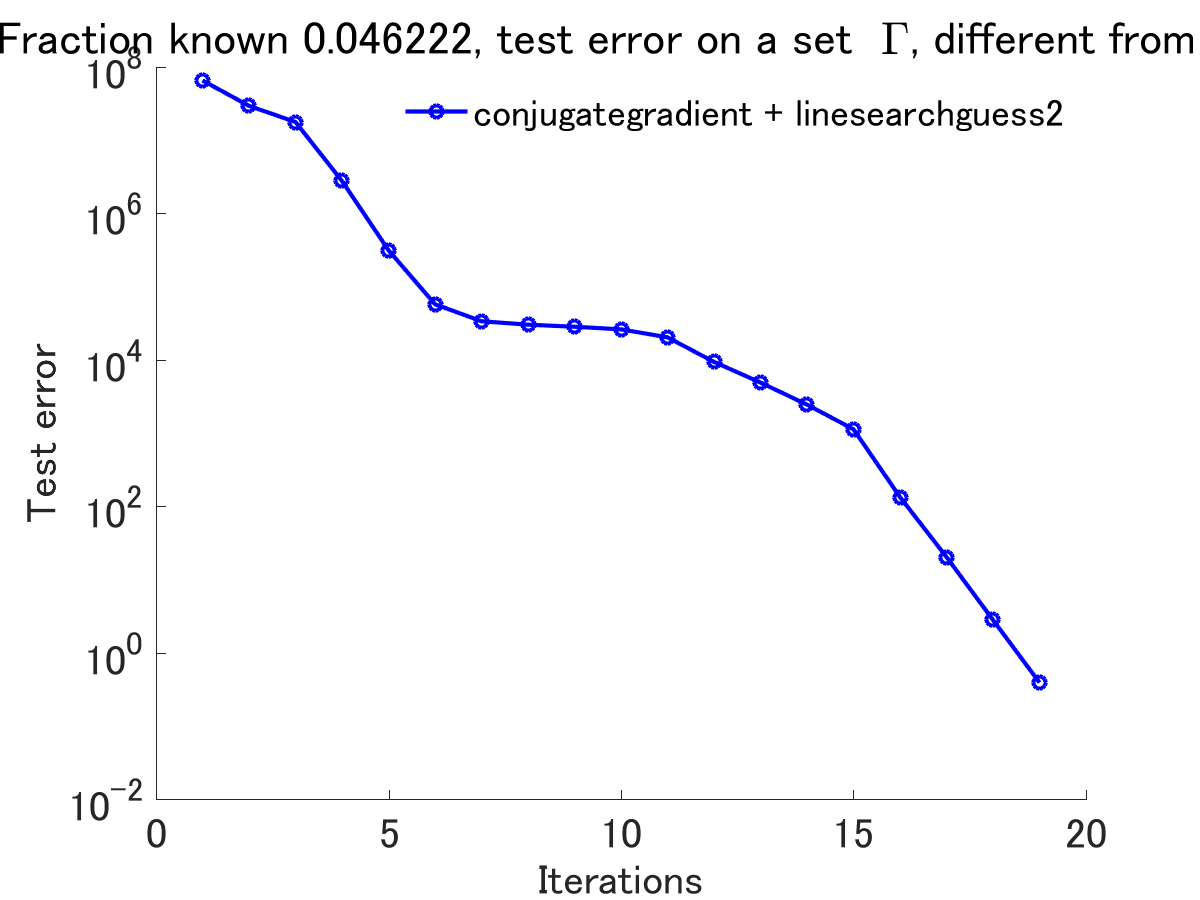 Fraction known 0.046222, test error on a set Γ, different from
10^8
conjugategradient + linesearchguess2
10^6
10^4
Test error
10^2
10^0
10^-2
0 5 10 15 20
Iterations